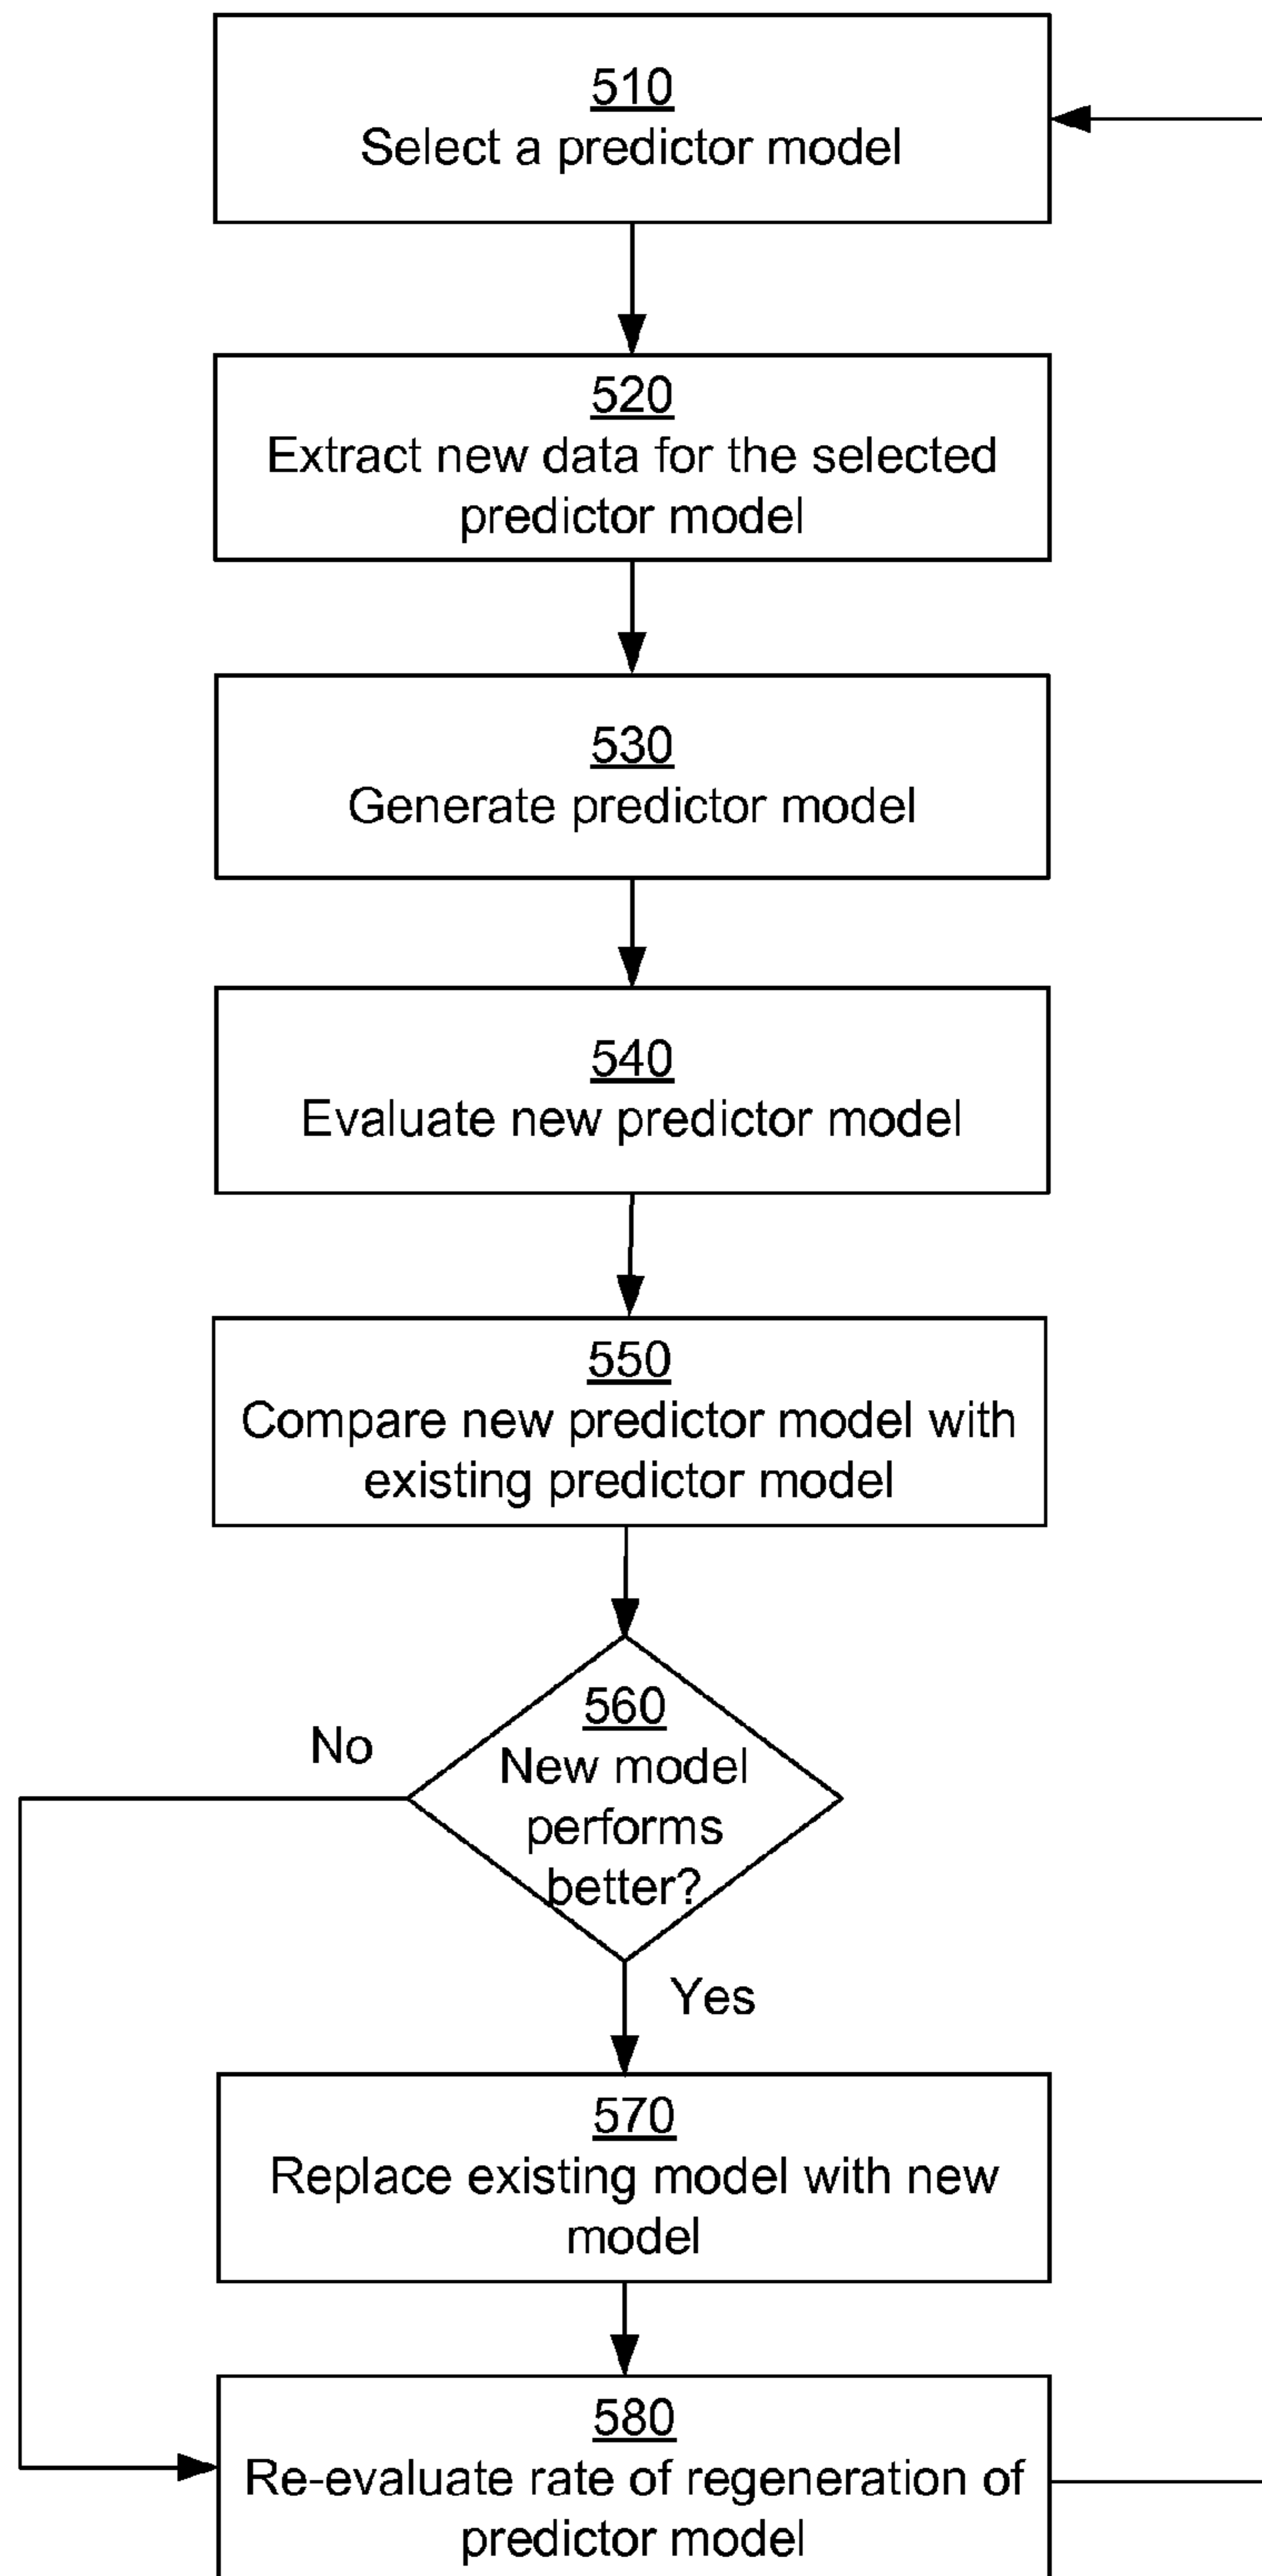 510
Select a predictor model
520
Extract new data for the selected
predictor model
530
Generate predictor model
540
Evaluate new predictor model
550
Compare new predictor model with
existing predictor model
560
New model
performs
better?
No
Yes
570
Replace existing model with new
model
580
Re-evaluate rate of regeneration of
predictor model